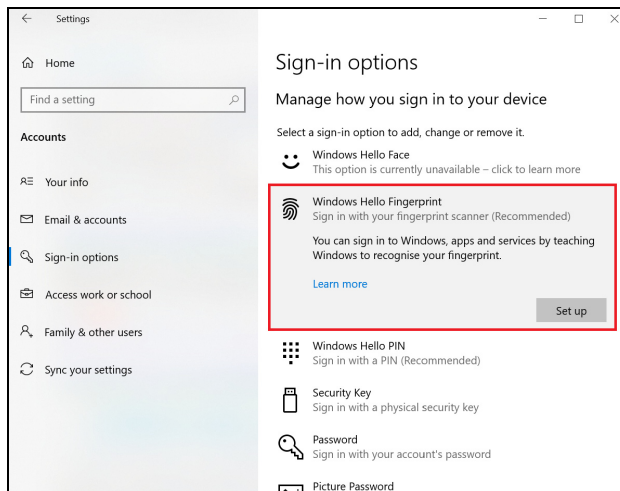 Settings
Home
Find a setting
Accounts
Your info
Email & accounts
Sign-in options
Access work or school
Family & other users
Sync your settings
Sign-in options
Manage how you sign in to your device
Select a sign-in option to add, change or remove it.
Windows Hello Face
This option is currently unavailable – click to learn more
Windows Hello Fingerprint
Sign in with your fingerprint scanner (Recommended)
You can sign in to Windows, apps and services by teaching
Windows to recognise your fingerprint.
Learn more
Set up
Windows Hello PIN
Sign in with a PIN (Recommended)
Security Key
Sign in with a physical security key
Password
Sign in with your account's password
Picture Password